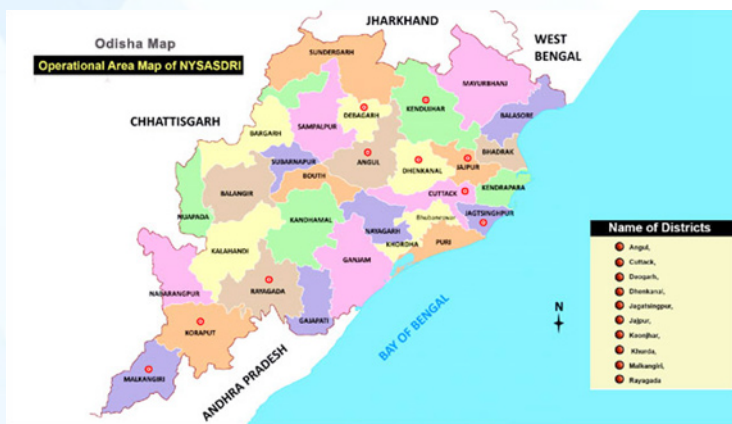 JHARKHAND
Odisha Map
WEST
BENGAL
Operational Area Map of NYSASDRI
SUNDERGARH
MAYURBHANJ
CHHATTISGARH
DEBAGARH
KENDUJHAR
BALASORE
SAMPALPUR
BARGARH
BHADRAK
SUBARNAPUR
ANGUL
DHENKANAL
JAJPUR
BOUTH
KENDRAPARA
BALANGIR
CUTTACK
NUAPADA
KANDHAMAL
NAYAGARH
Bhubaneswar
JAGTSINGHPUR
KHORDHA
PURI
KALAHANDI
GANJAM
NABARANGPUR
RAYAGADA
GAJAPATI
KORAPUT
MALKANGIRI
ANDHRA PRADESH
BAY OF BENGAL
N
Name of Districts
Angul,
Cuttack,
Deogarh,
Dhenkanal,
Jagatsingpur,
Jajpur,
Keonjhar,
Khurda,
Malkangiri,
Rayagada